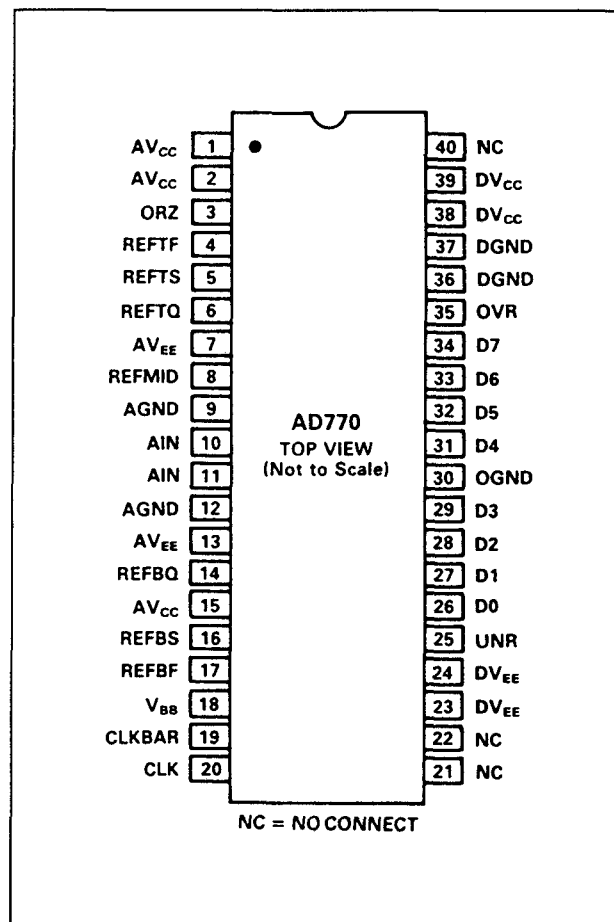 AVCC 1
AVCC 2
ORZ 3
REFTF 4
REFTS 5
REFTQ 6
AVEE 7
REFMID 8
AGND 9
AIN 10
AIN 11
AGND 12
AVEE 13
REFBQ 14
AVCC 15
REFBS 16
REFBF 17
VBB 18
CLKBAR 19
CLK 20
AD770
TOP VIEW
(Not to Scale)
40 NC
39 DVCC
38 DVCC
37 DGND
36 DGND
35 OVR
34 D7
33 D6
32 D5
31 D4
30 OGND
29 D3
28 D2
27 D1
26 D0
25 UNR
24 DVEE
23 DVEE
22 NC
21 NC
NC = NO CONNECT